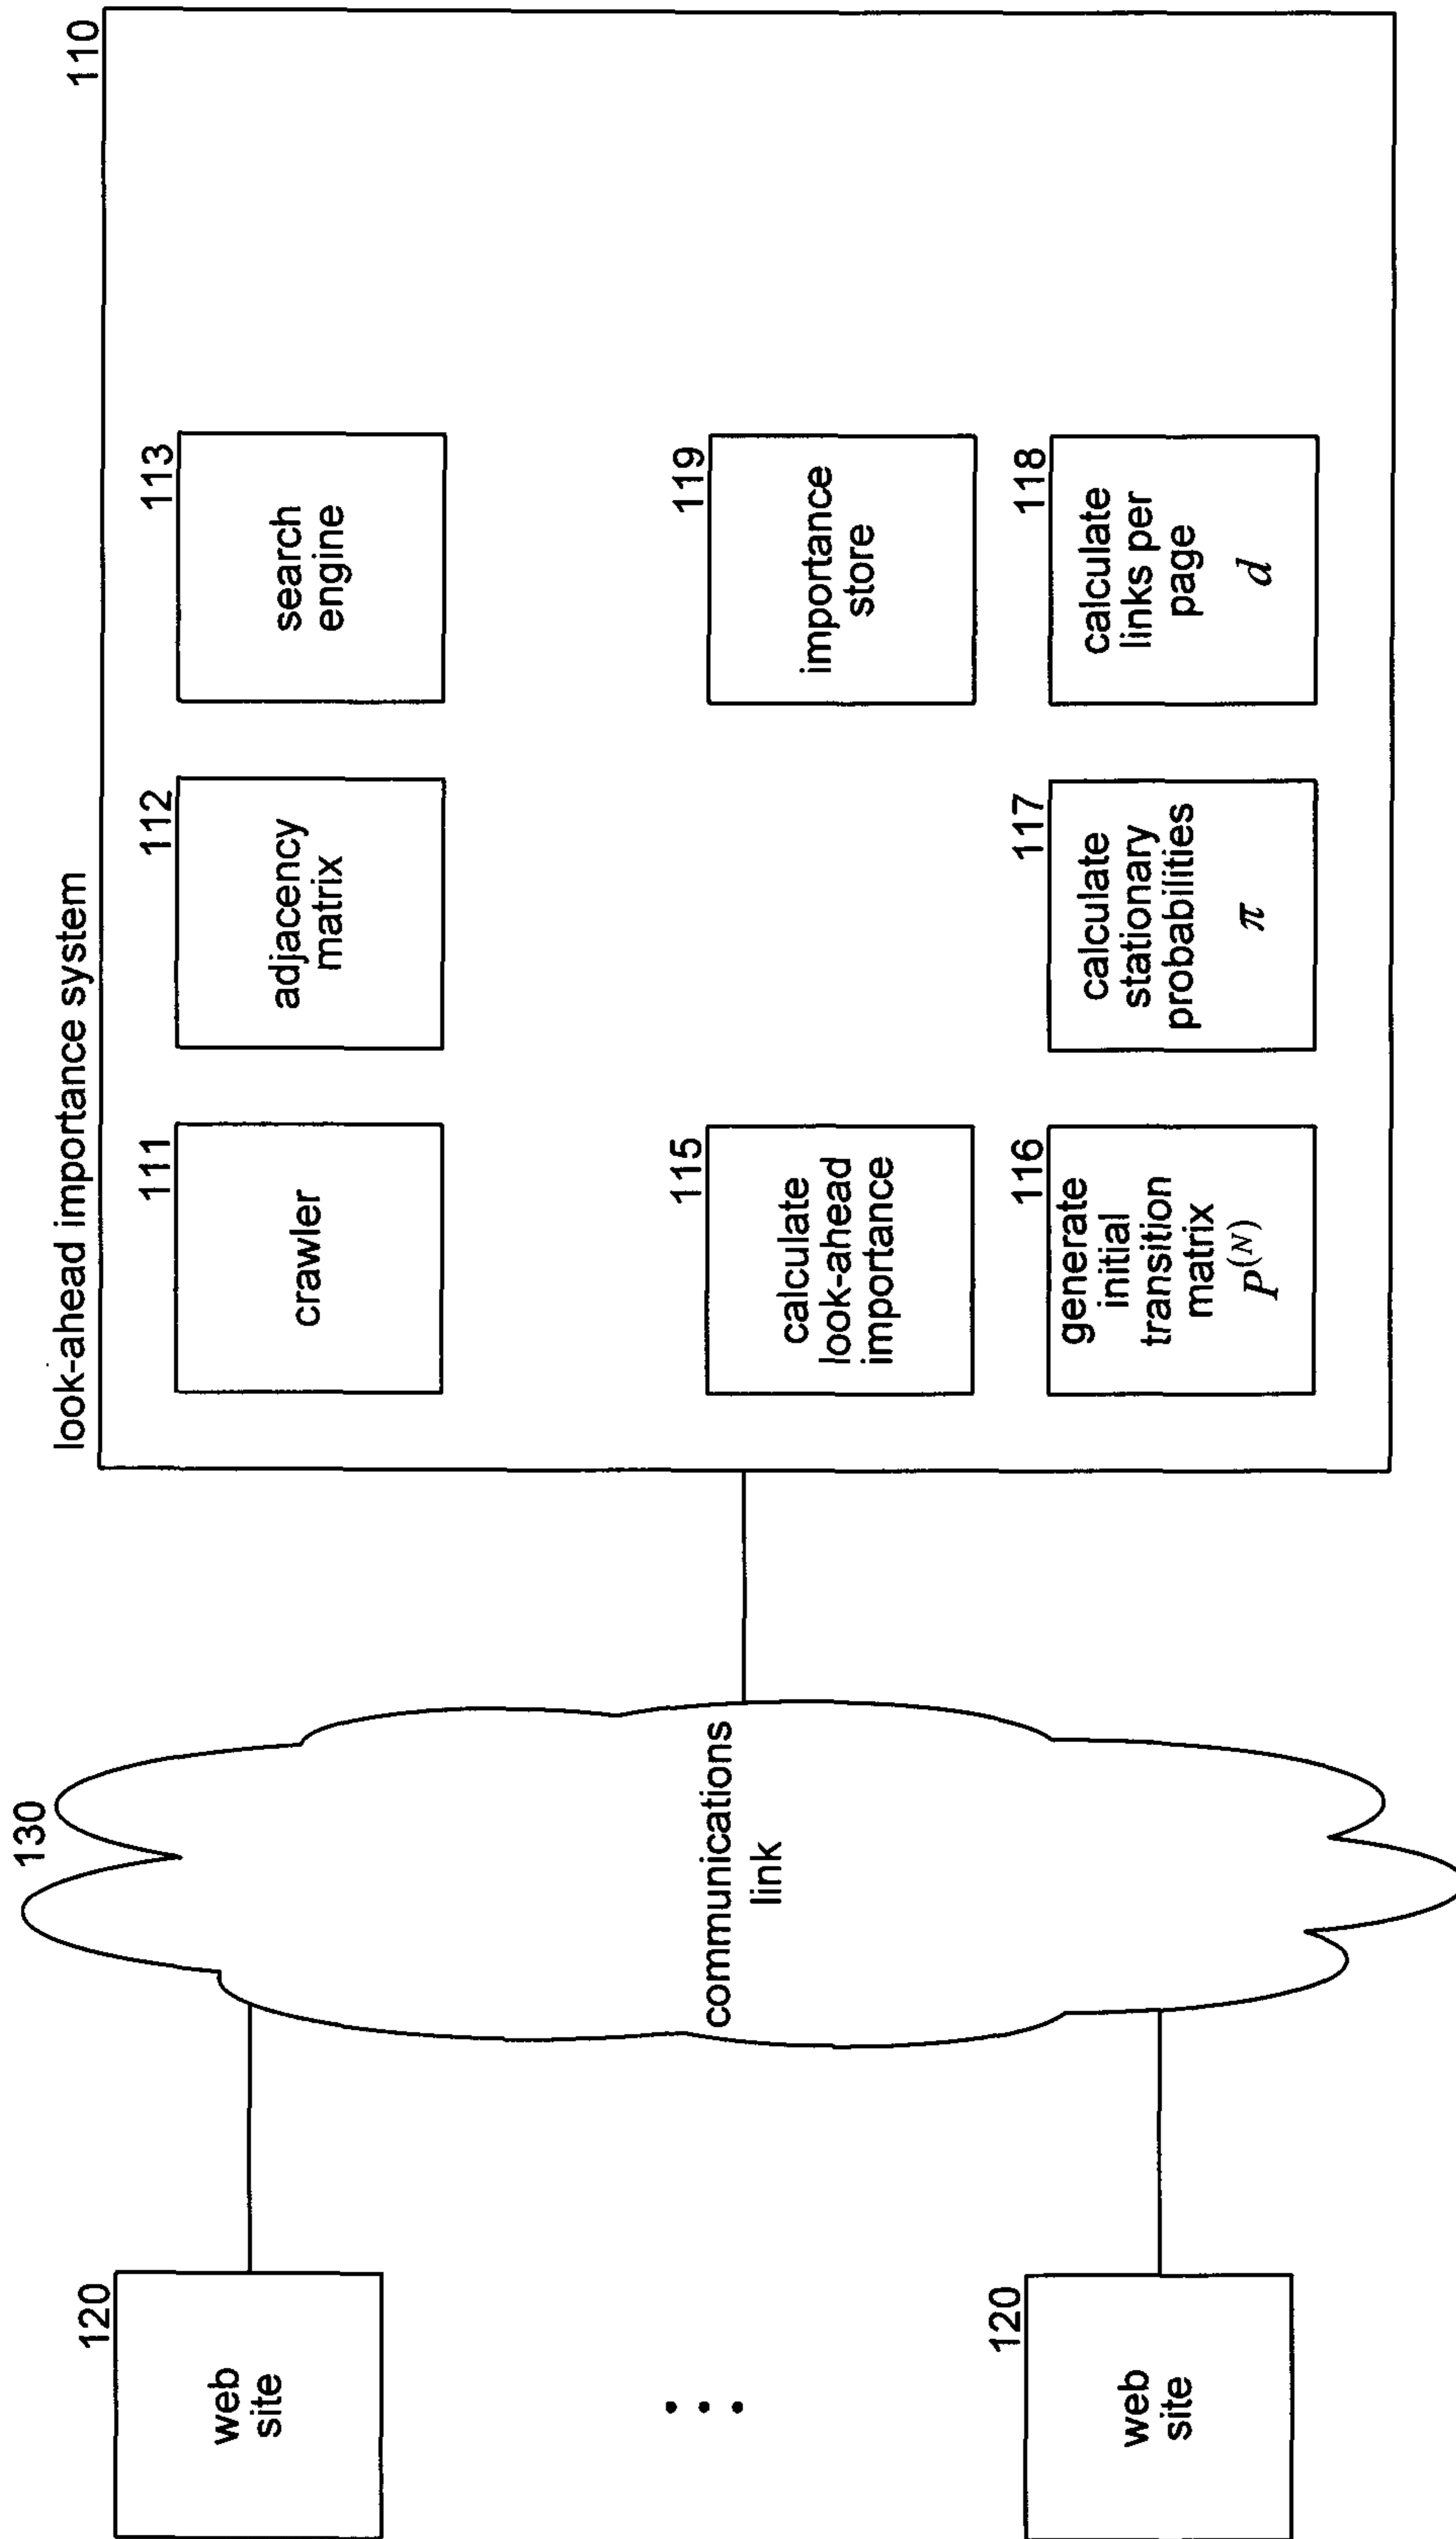 look-ahead importance system
110
111
crawler
112
adjacency
matrix
113
search
engine
115
calculate
look-ahead
importance
119
importance
store
116
generate
initial
transition
matrix
P(N)
117
calculate
stationary
probabilities
π
118
calculate
links per
page
d
130
communications
link
120
web
site
120
web
site